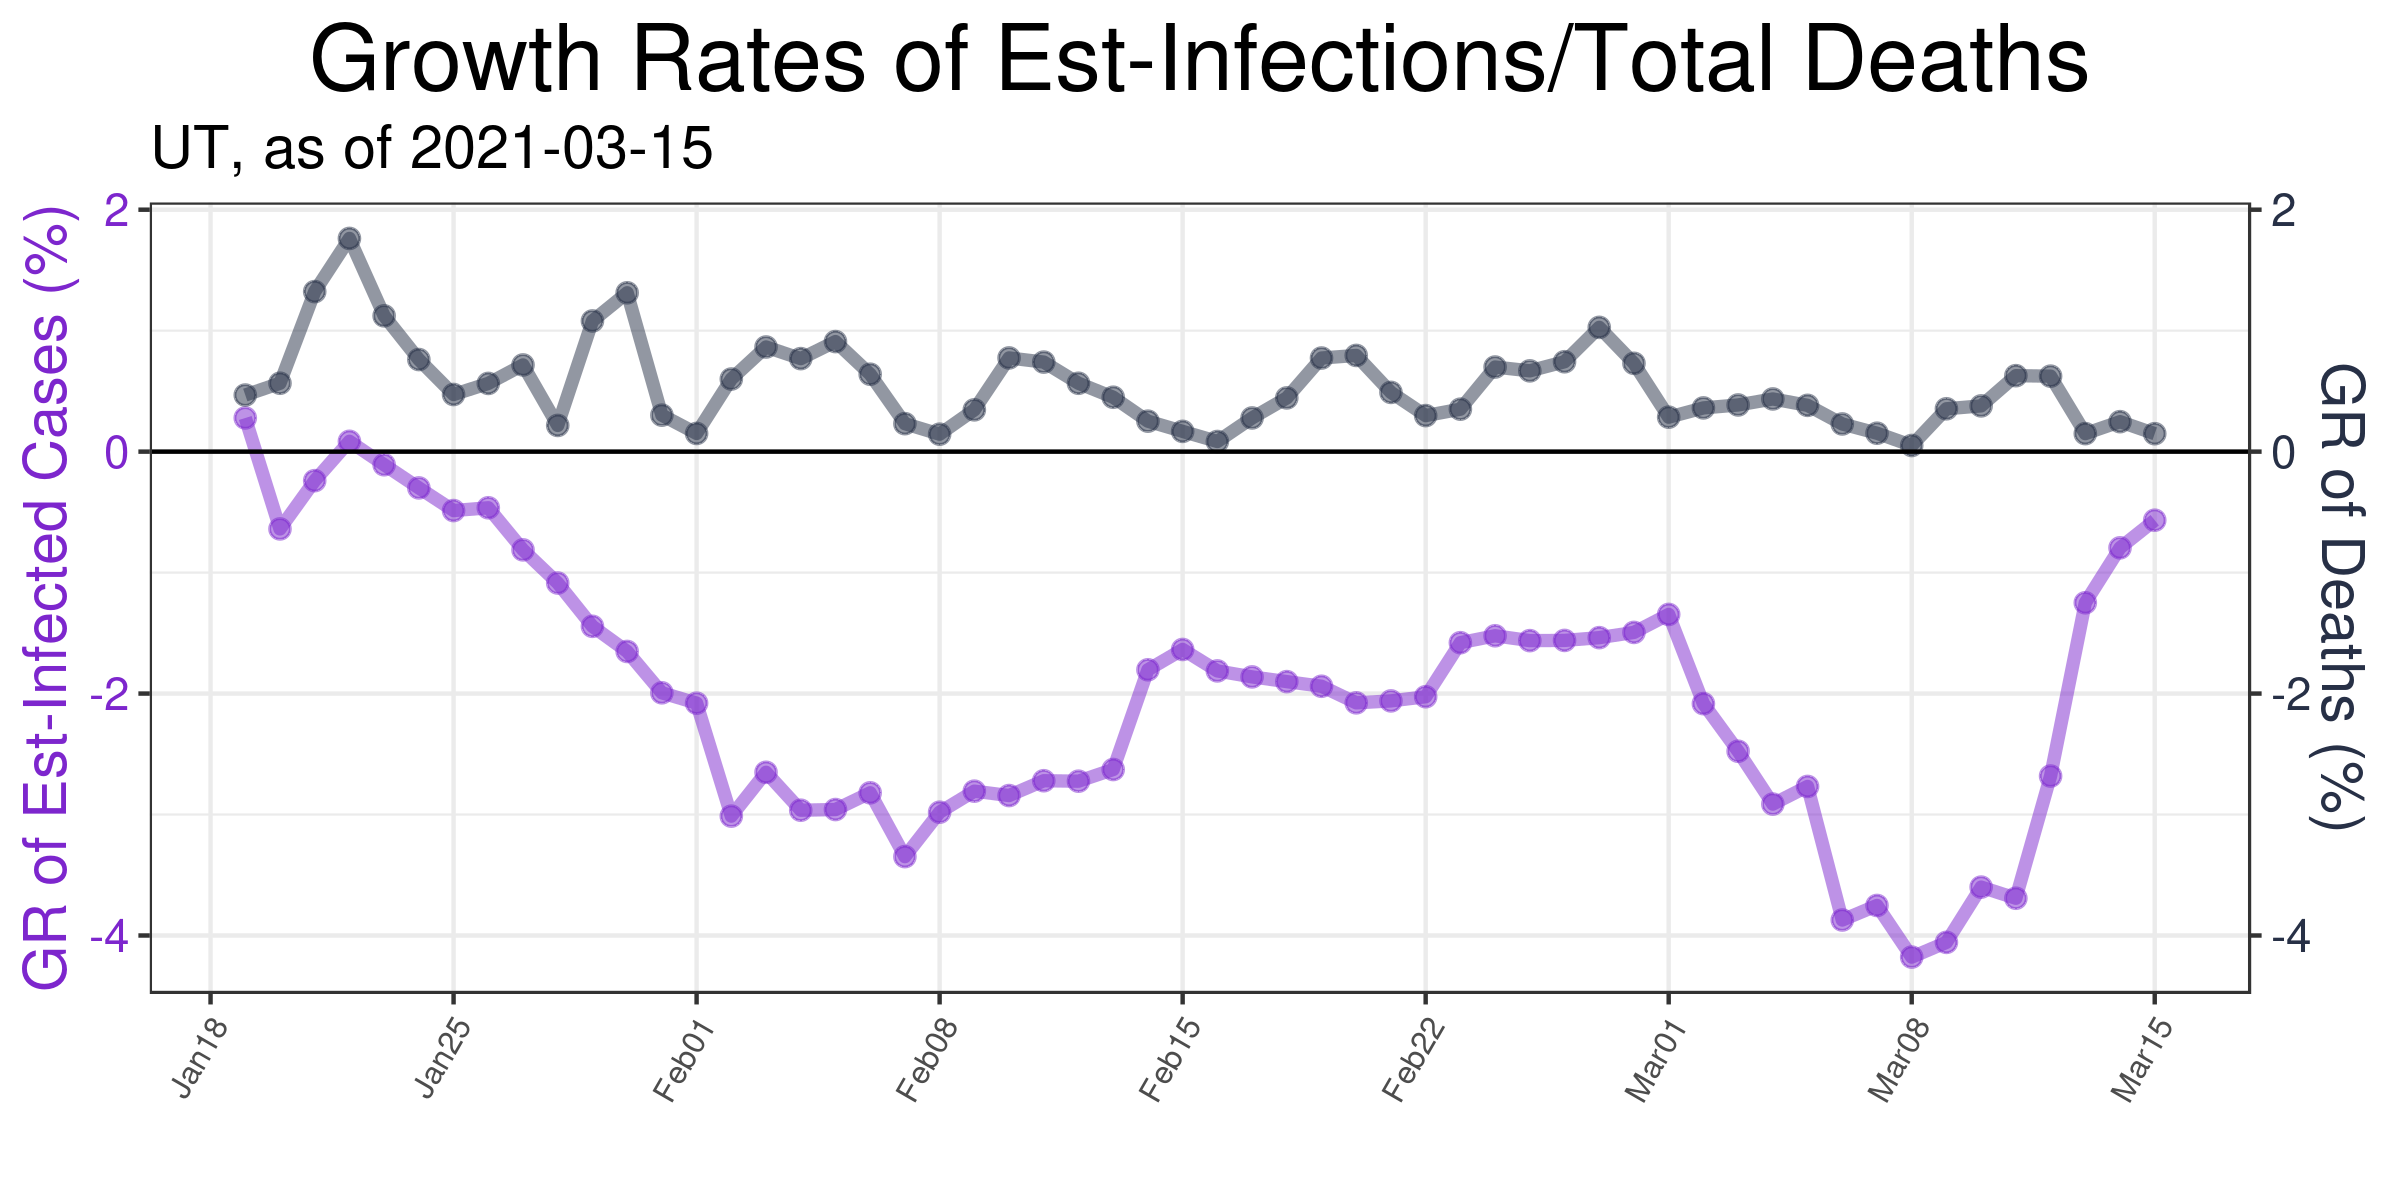 Growth Rates of Est-Infections/Total Deaths
UT, as of 2021-03-15
GR of Est-Infected Cases (%)
2
0
-2
-4
2
0
-2
-4
GR of Deaths (%)
Jan18
Jan25
Feb01
Feb08
Feb15
Feb22
Mar01
Mar08
Mar15